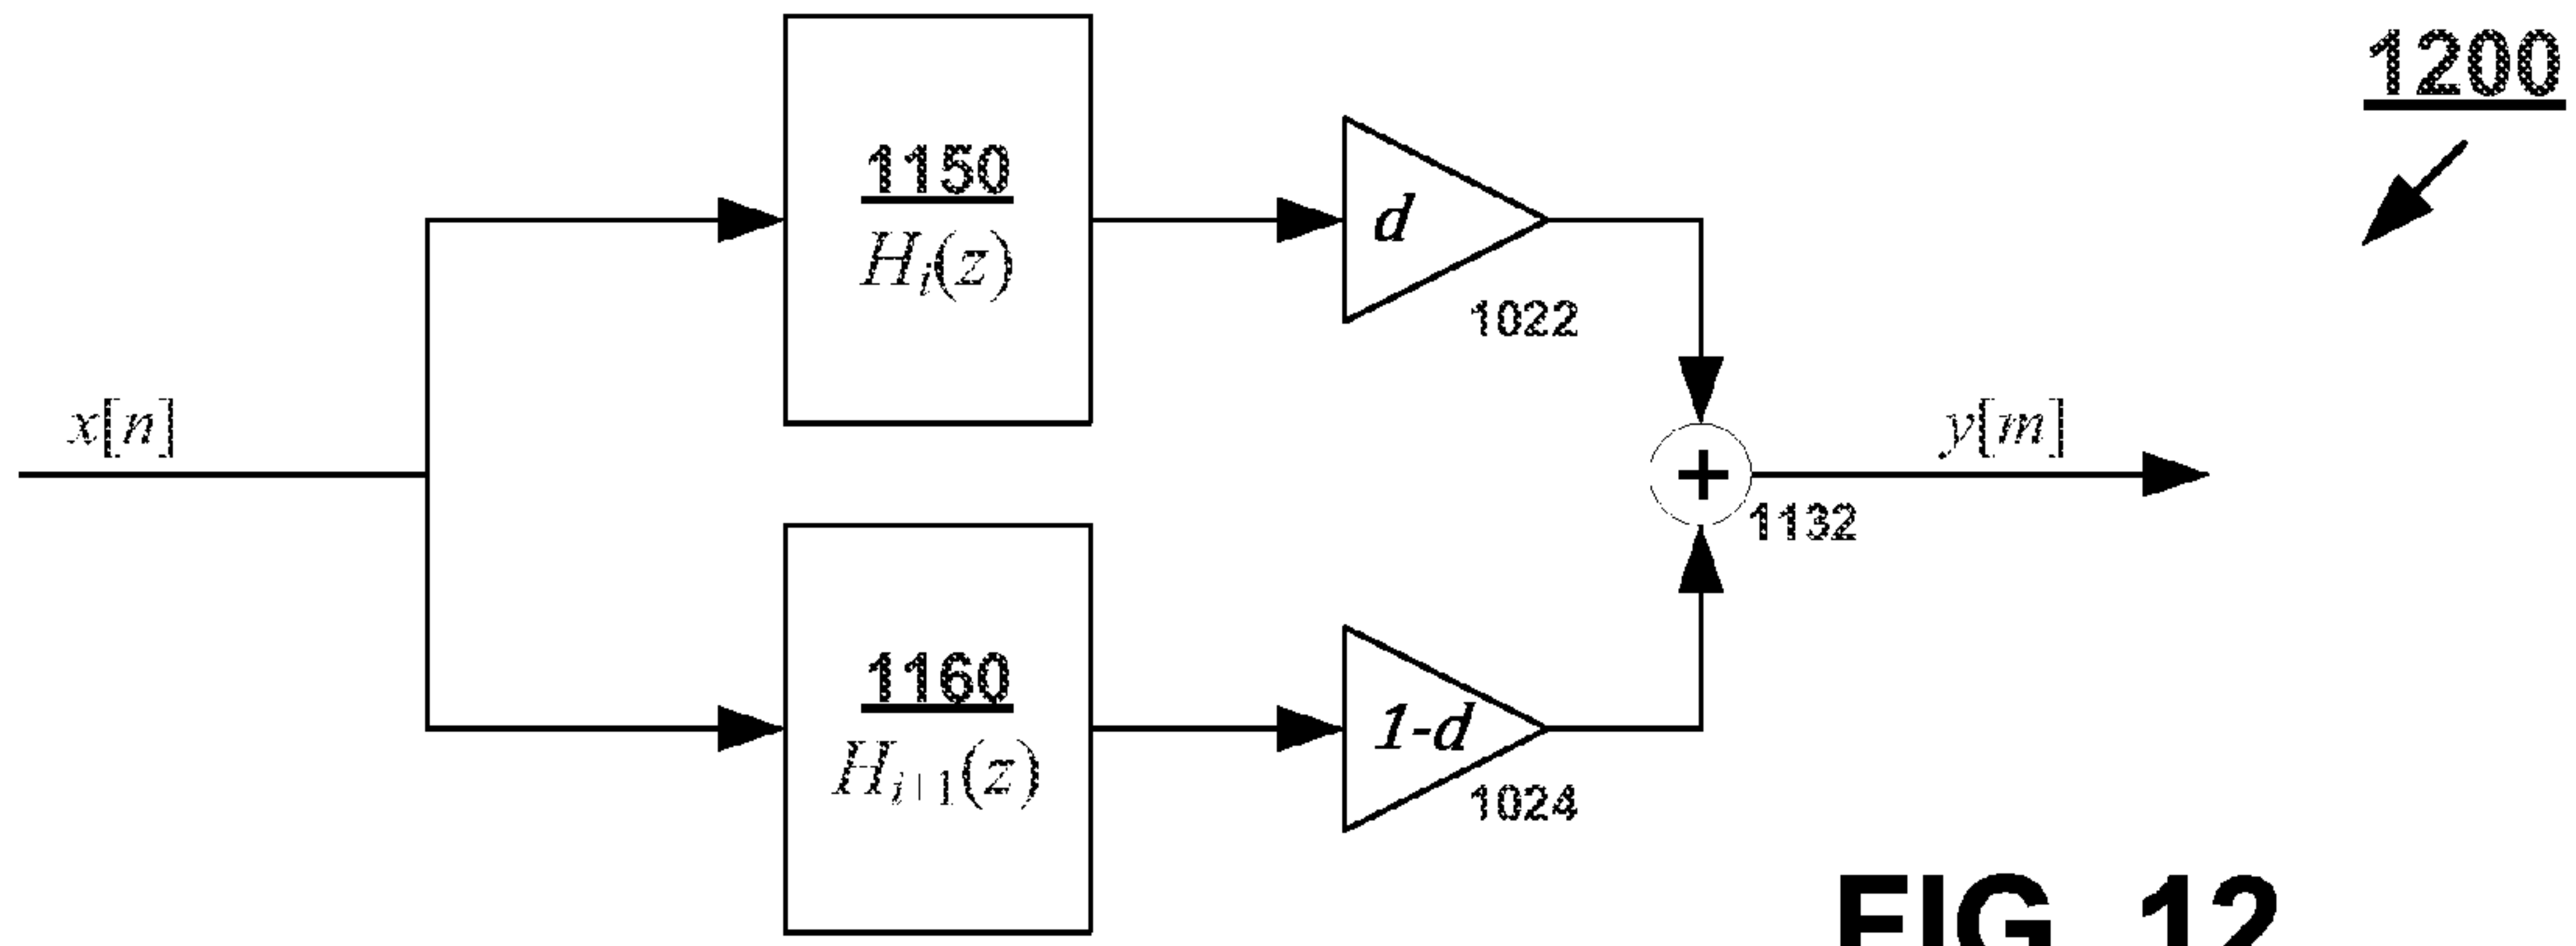 1200
1150
H_i(z)
d
1022
x[n]
y[m]
+
1132
1160
H_{i+1}(z)
1-d
1024
FIG. 12